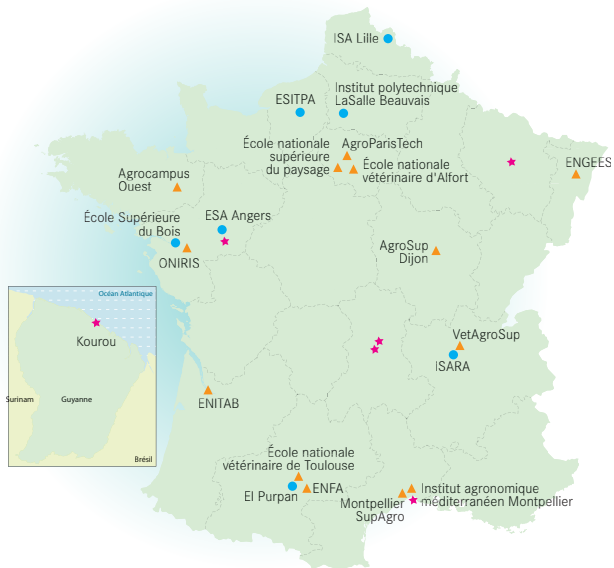 ISA Lille
Institut polytechnique
LaSalle Beauvais
ESITPA
École nationale
supérieure
du paysage
AgroParisTech
École nationale
vétérinaire d'Alfort
ENGEES
Agrocampus
Ouest
École Supérieure
du Bois
ESA Angers
ONIRIS
AgroSup
Dijon
Océan Atlantique
Kourou
Surinam
Guyanne
Brésil
VetAgroSup
ISARA
ENITAB
École nationale
vétérinaire de Toulouse
EI Purpan
ENFA
Montpellier
SupAgro
Institut agronomique
méditerranéen Montpellier